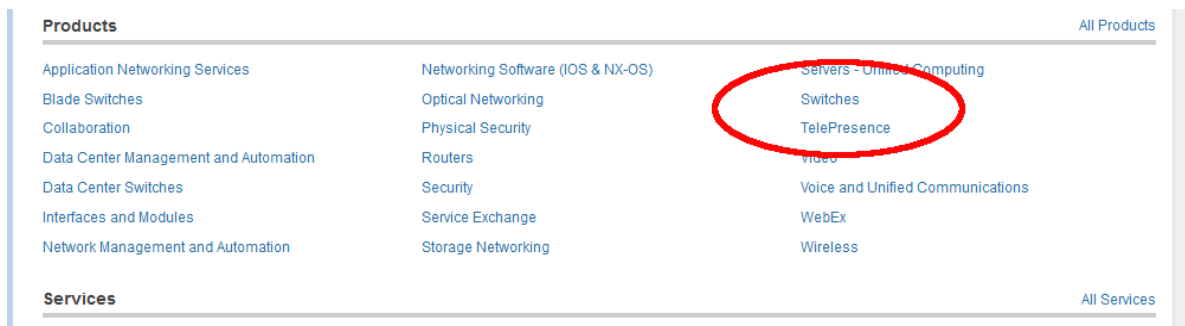 Products
All Products
Application Networking Services
Networking Software (IOS & NX-OS)
Servers - Unified Computing
Blade Switches
Optical Networking
Switches
Collaboration
Physical Security
TelePresence
Data Center Management and Automation
Routers
Video
Data Center Switches
Security
Voice and Unified Communications
Interfaces and Modules
Service Exchange
WebEx
Network Management and Automation
Storage Networking
Wireless
Services
All Services